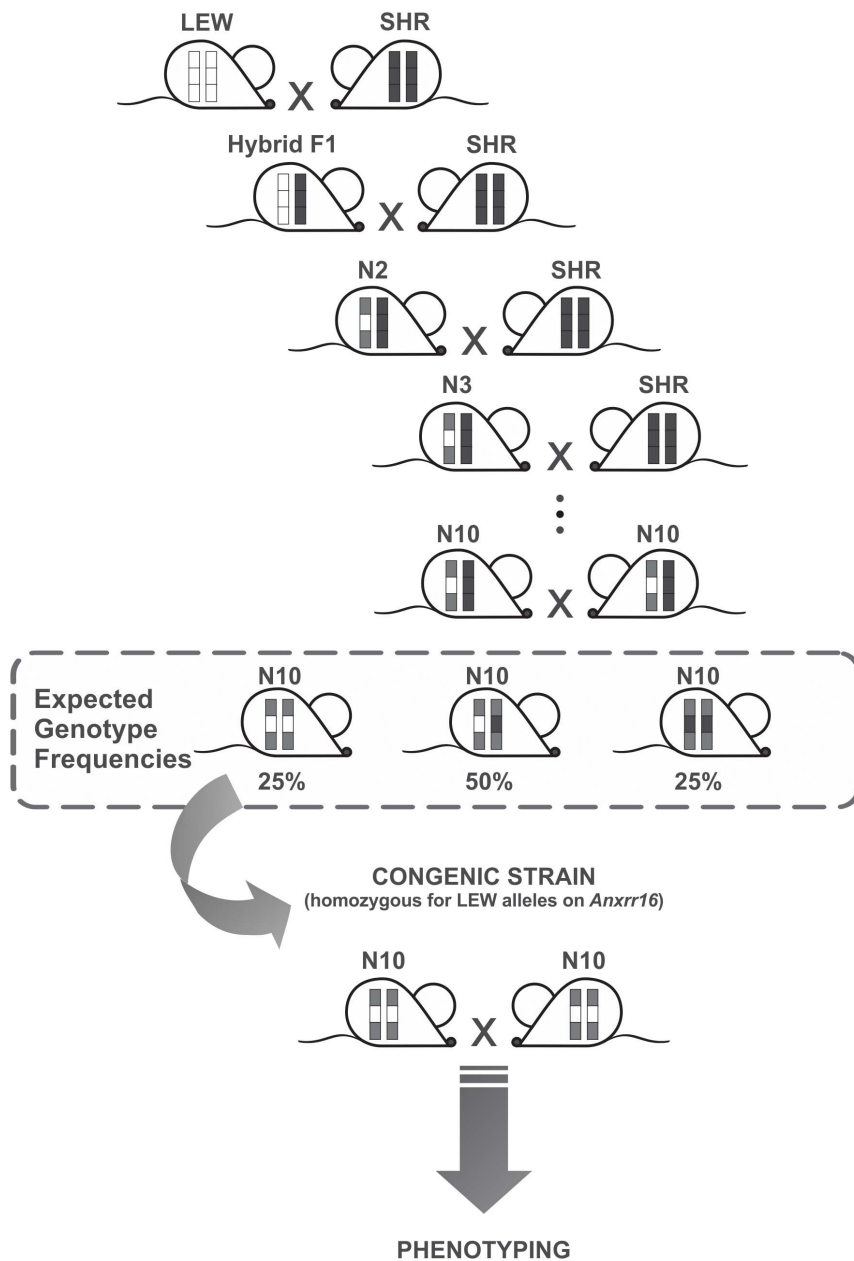 LEW SHR
X
Hybrid F1 SHR
X
N2 SHR
X
N3 SHR
X
N10 N10
X
Expected
Genotype
Frequencies
N10 N10 N10
25% 50% 25%
CONGENIC STRAIN
(homozygous for LEW alleles on Anxrr16)
N10 N10
X
PHENOTYPING